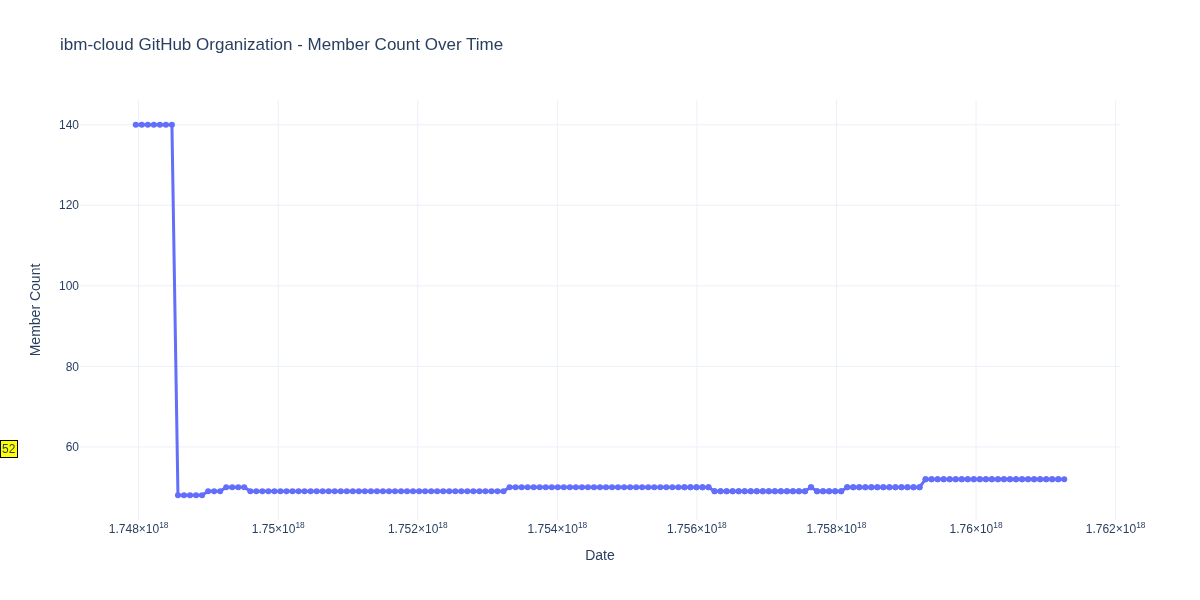 ibm-cloud GitHub Organization - Member Count Over Time
140
120
100
80
60
Member Count
52
1.748×10¹⁸ 1.75×10¹⁸ 1.752×10¹⁸ 1.754×10¹⁸ 1.756×10¹⁸ 1.758×10¹⁸ 1.76×10¹⁸ 1.762×10¹⁸
Date